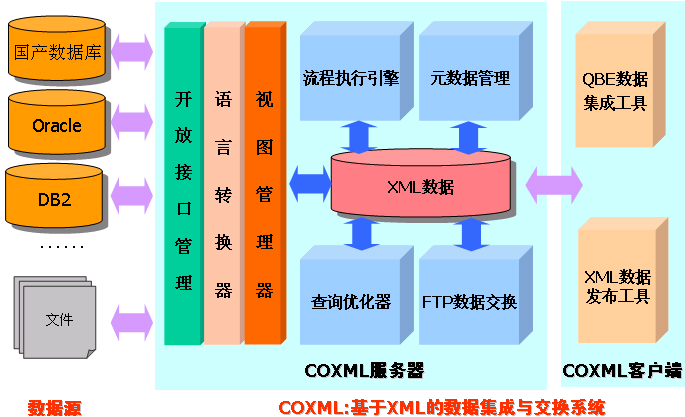 国产数据库
Oracle
DB2
......
文件
数据源
开放接口管理
语言转换器
视图管理器
流程执行引擎
元数据管理
XML数据
查询优化器
FTP数据交换
COXML服务器
QBE数据
集成工具
XML数据
发布工具
COXML客户端
COXML:基于XML的数据集成与交换系统